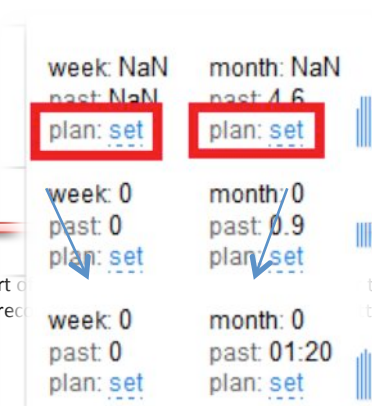 week: NaN month: NaN
past: NaN past: 4.6
plan: set plan: set
week: 0 month: 0
past: 0 past: 0.9
plan: set plan: set
week: 0 month: 0
past: 0 past: 01:20
plan: set plan: set